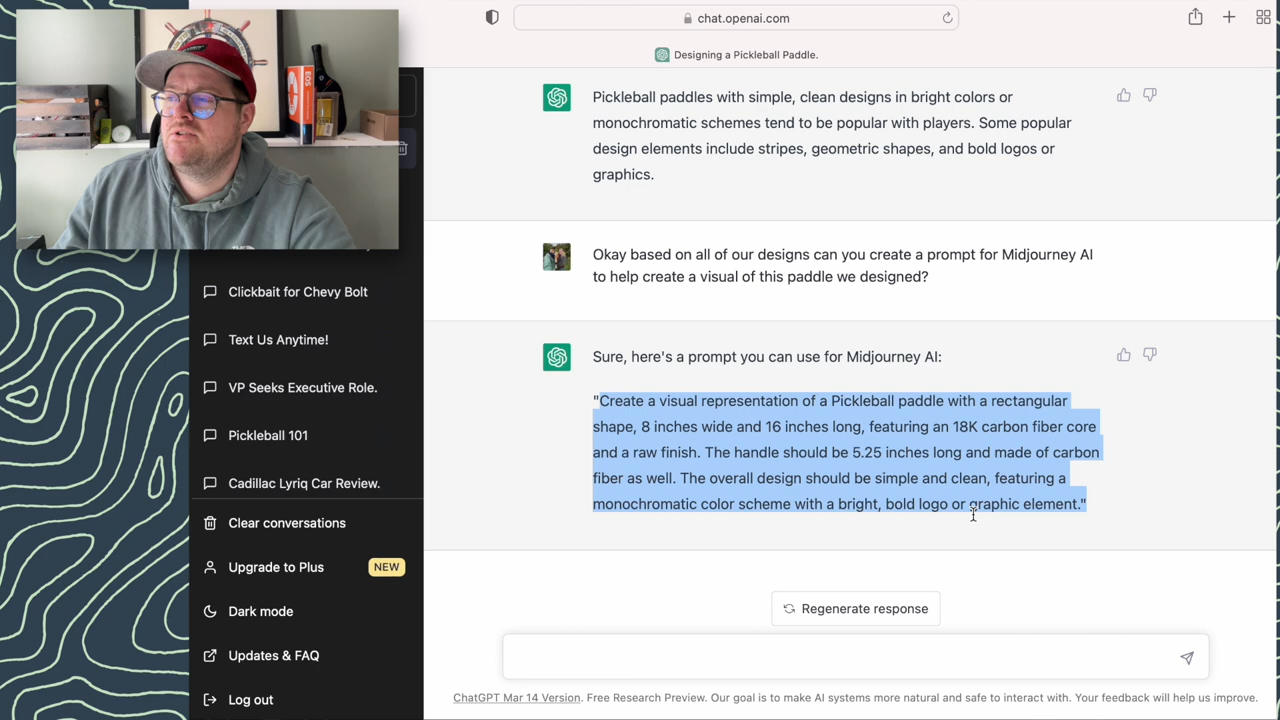 chat.openai.com
Designing a Pickleball Paddle.
EOS
Pickleball paddles with simple, clean designs in bright colors or
monochromatic schemes tend to be popular with players. Some popular
design elements include stripes, geometric shapes, and bold logos or
graphics.
Okay based on all of our designs can you create a prompt for Midjourney AI
to help create a visual of this paddle we designed?
Sure, here's a prompt you can use for Midjourney AI:
"Create a visual representation of a Pickleball paddle with a rectangular
shape, 8 inches wide and 16 inches long, featuring an 18K carbon fiber core
and a raw finish. The handle should be 5.25 inches long and made of carbon
fiber as well. The overall design should be simple and clean, featuring a
monochromatic color scheme with a bright, bold logo or graphic element."
Clickbait for Chevy Bolt
Text Us Anytime!
VP Seeks Executive Role.
Pickleball 101
Cadillac Lyriq Car Review.
Clear conversations
Upgrade to Plus NEW
Dark mode
Updates & FAQ
Log out
Regenerate response
ChatGPT Mar 14 Version. Free Research Preview. Our goal is to make AI systems more natural and safe to interact with. Your feedback will help us improve.